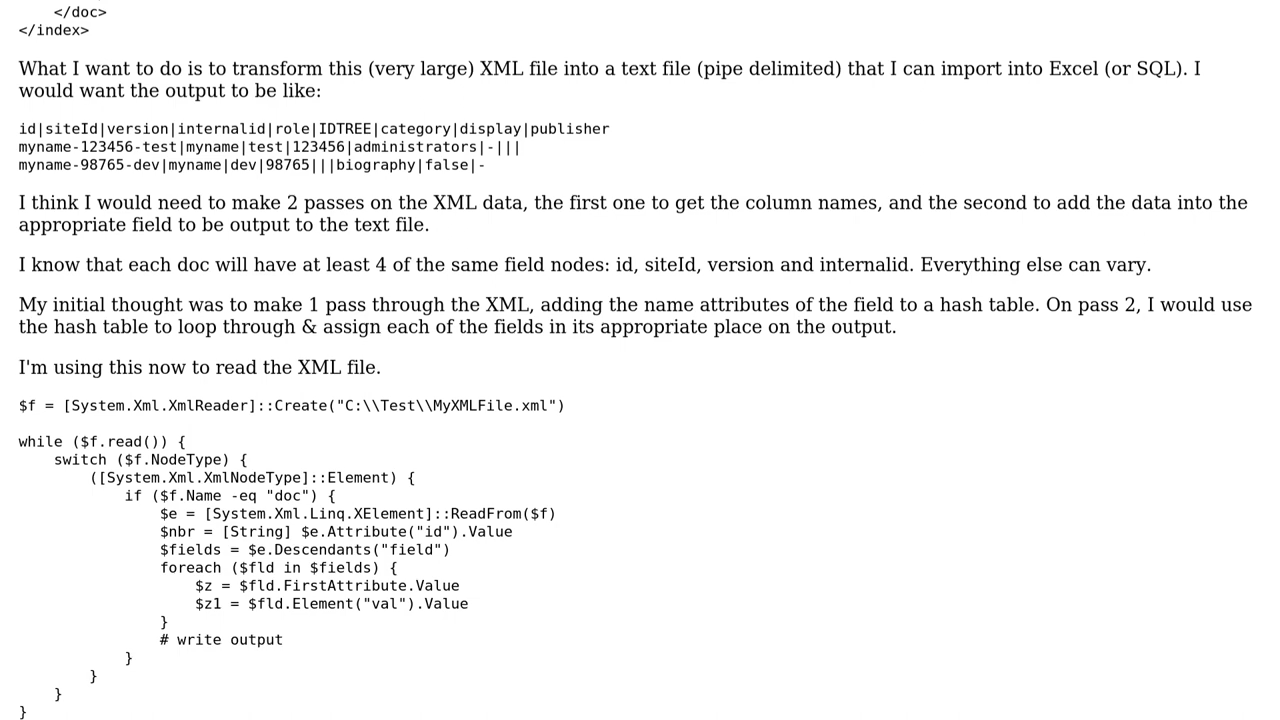 </doc>
</index>
What I want to do is to transform this (very large) XML file into a text file (pipe delimited) that I can import into Excel (or SQL). I
would want the output to be like:
id|siteId|version|internalid|role|IDTREE|category|display|publisher
myname-123456-test|myname|test|123456|administrators|-|||
myname-98765-dev|myname|dev|98765|||biography|false|-
I think I would need to make 2 passes on the XML data, the first one to get the column names, and the second to add the data into the
appropriate field to be output to the text file.
I know that each doc will have at least 4 of the same field nodes: id, siteId, version and internalid. Everything else can vary.
My initial thought was to make 1 pass through the XML, adding the name attributes of the field to a hash table. On pass 2, I would use
the hash table to loop through & assign each of the fields in its appropriate place on the output.
I'm using this now to read the XML file.
$f = [System.Xml.XmlReader]::Create("C:\\Test\\MyXMLFile.xml")
while ($f.read()) {
    switch ($f.NodeType) {
        ([System.Xml.XmlNodeType]::Element) {
            if ($f.Name -eq "doc") {
                $e = [System.Xml.Linq.XElement]::ReadFrom($f)
                $nbr = [String] $e.Attribute("id").Value
                $fields = $e.Descendants("field")
                foreach ($fld in $fields) {
                    $z = $fld.FirstAttribute.Value
                    $z1 = $fld.Element("val").Value
                }
                # write output
            }
        }
    }
}